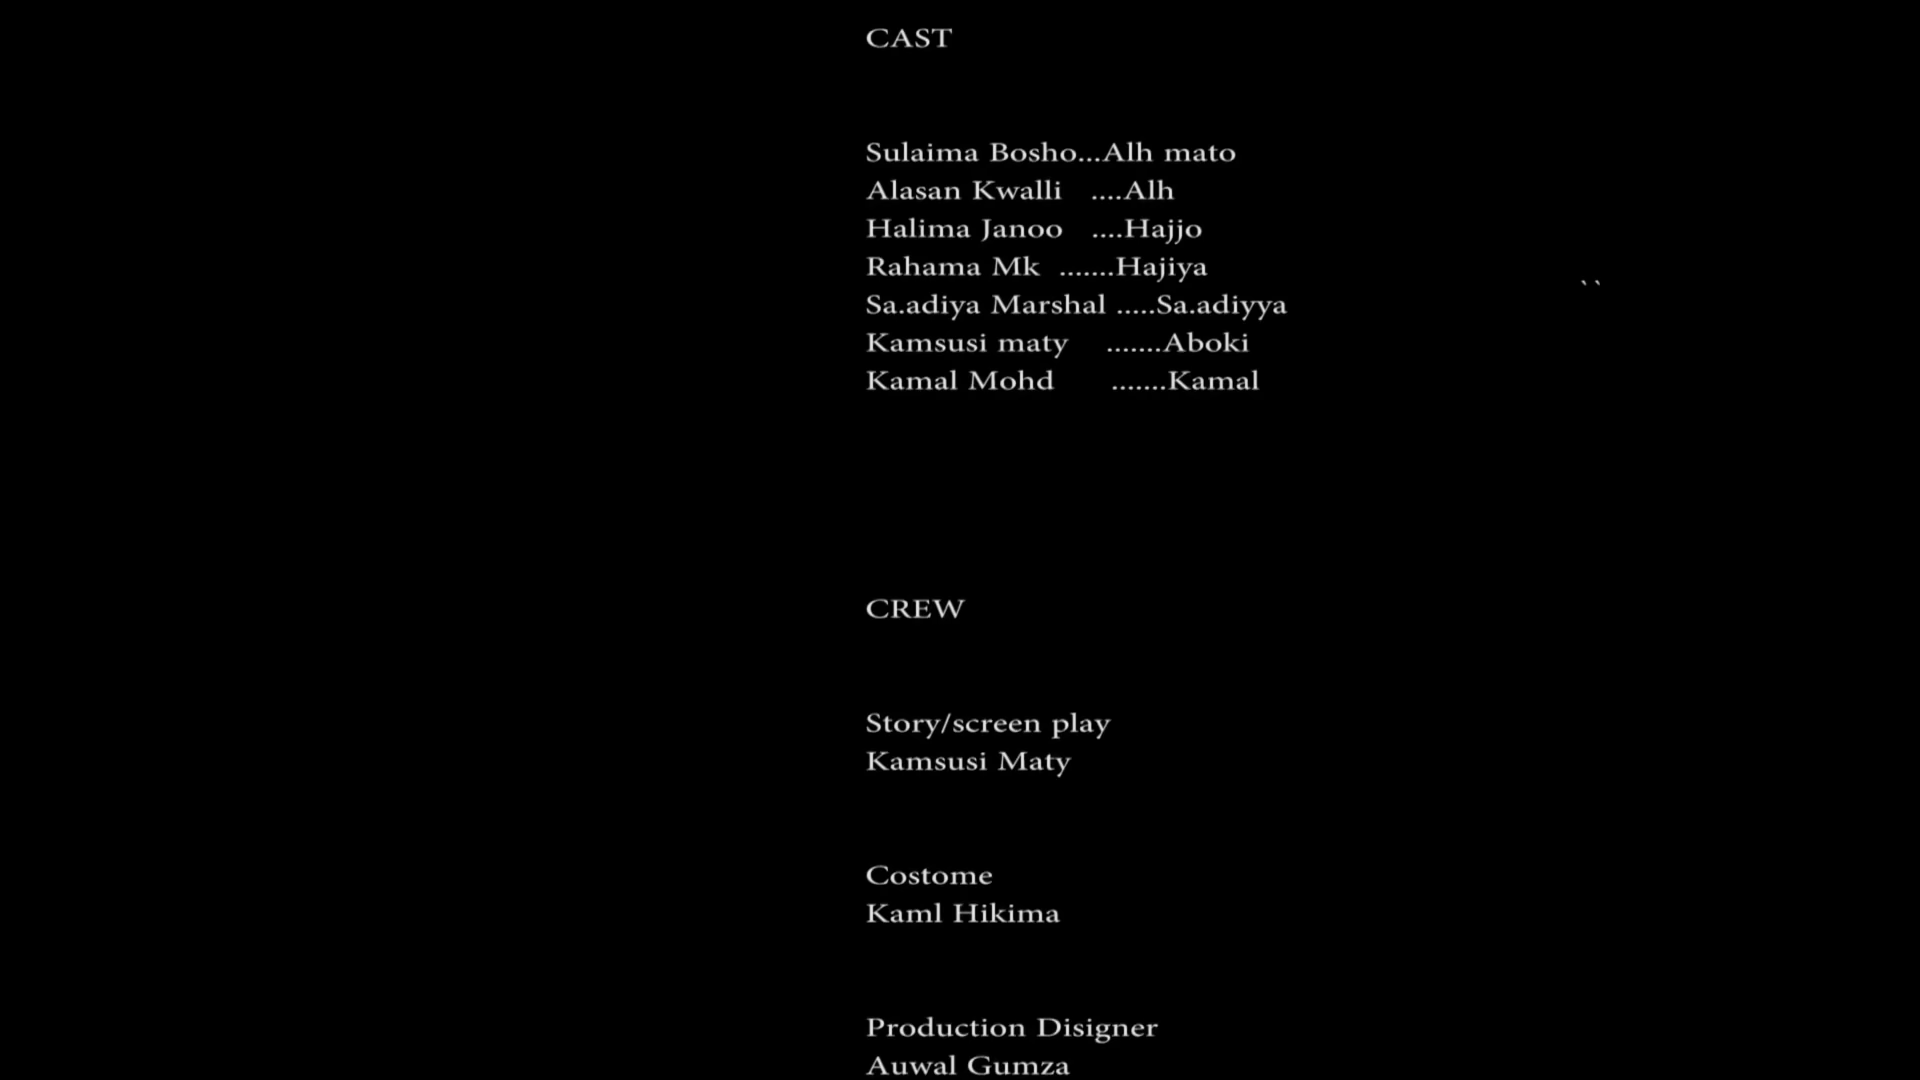 CAST
Sulaima Bosho...Alh mato
Alasan Kwalli ....Alh
Halima Janoo ....Hajjo
Rahama Mk .......Hajiya
``
Sa.adiya Marshal .....Sa.adiyya
Kamsusi maty .......Aboki
Kamal Mohd .......Kamal
CREW
Story/screen play
Kamsusi Maty
Costome
Kaml Hikima
Production Disigner
Auwal Gumza